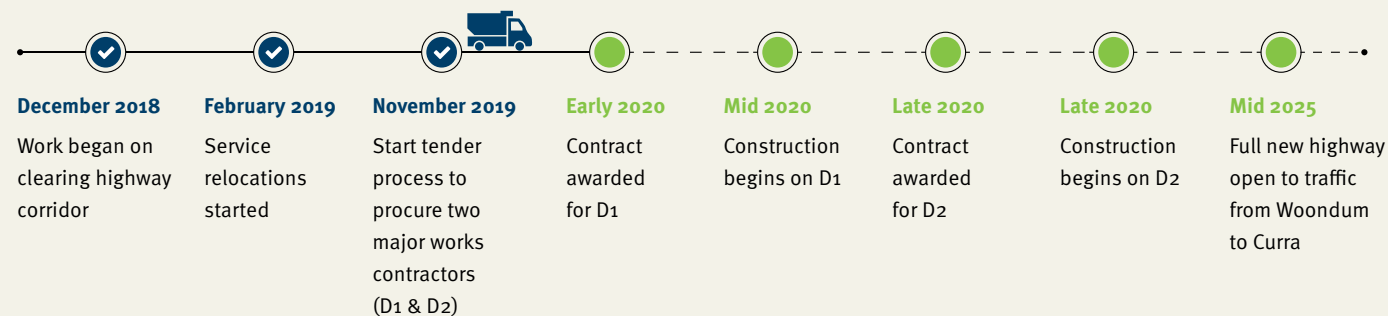 December 2018
Work began on
clearing highway
corridor
February 2019
Service
relocations
started
November 2019
Start tender
process to
procure two
major works
contractors
(D1 & D2)
Early 2020
Contract
awarded
for D1
Mid 2020
Construction
begins on D1
Late 2020
Contract
awarded
for D2
Late 2020
Construction
begins on D2
Mid 2025
Full new highway
open to traffic
from Woondum
to Curra